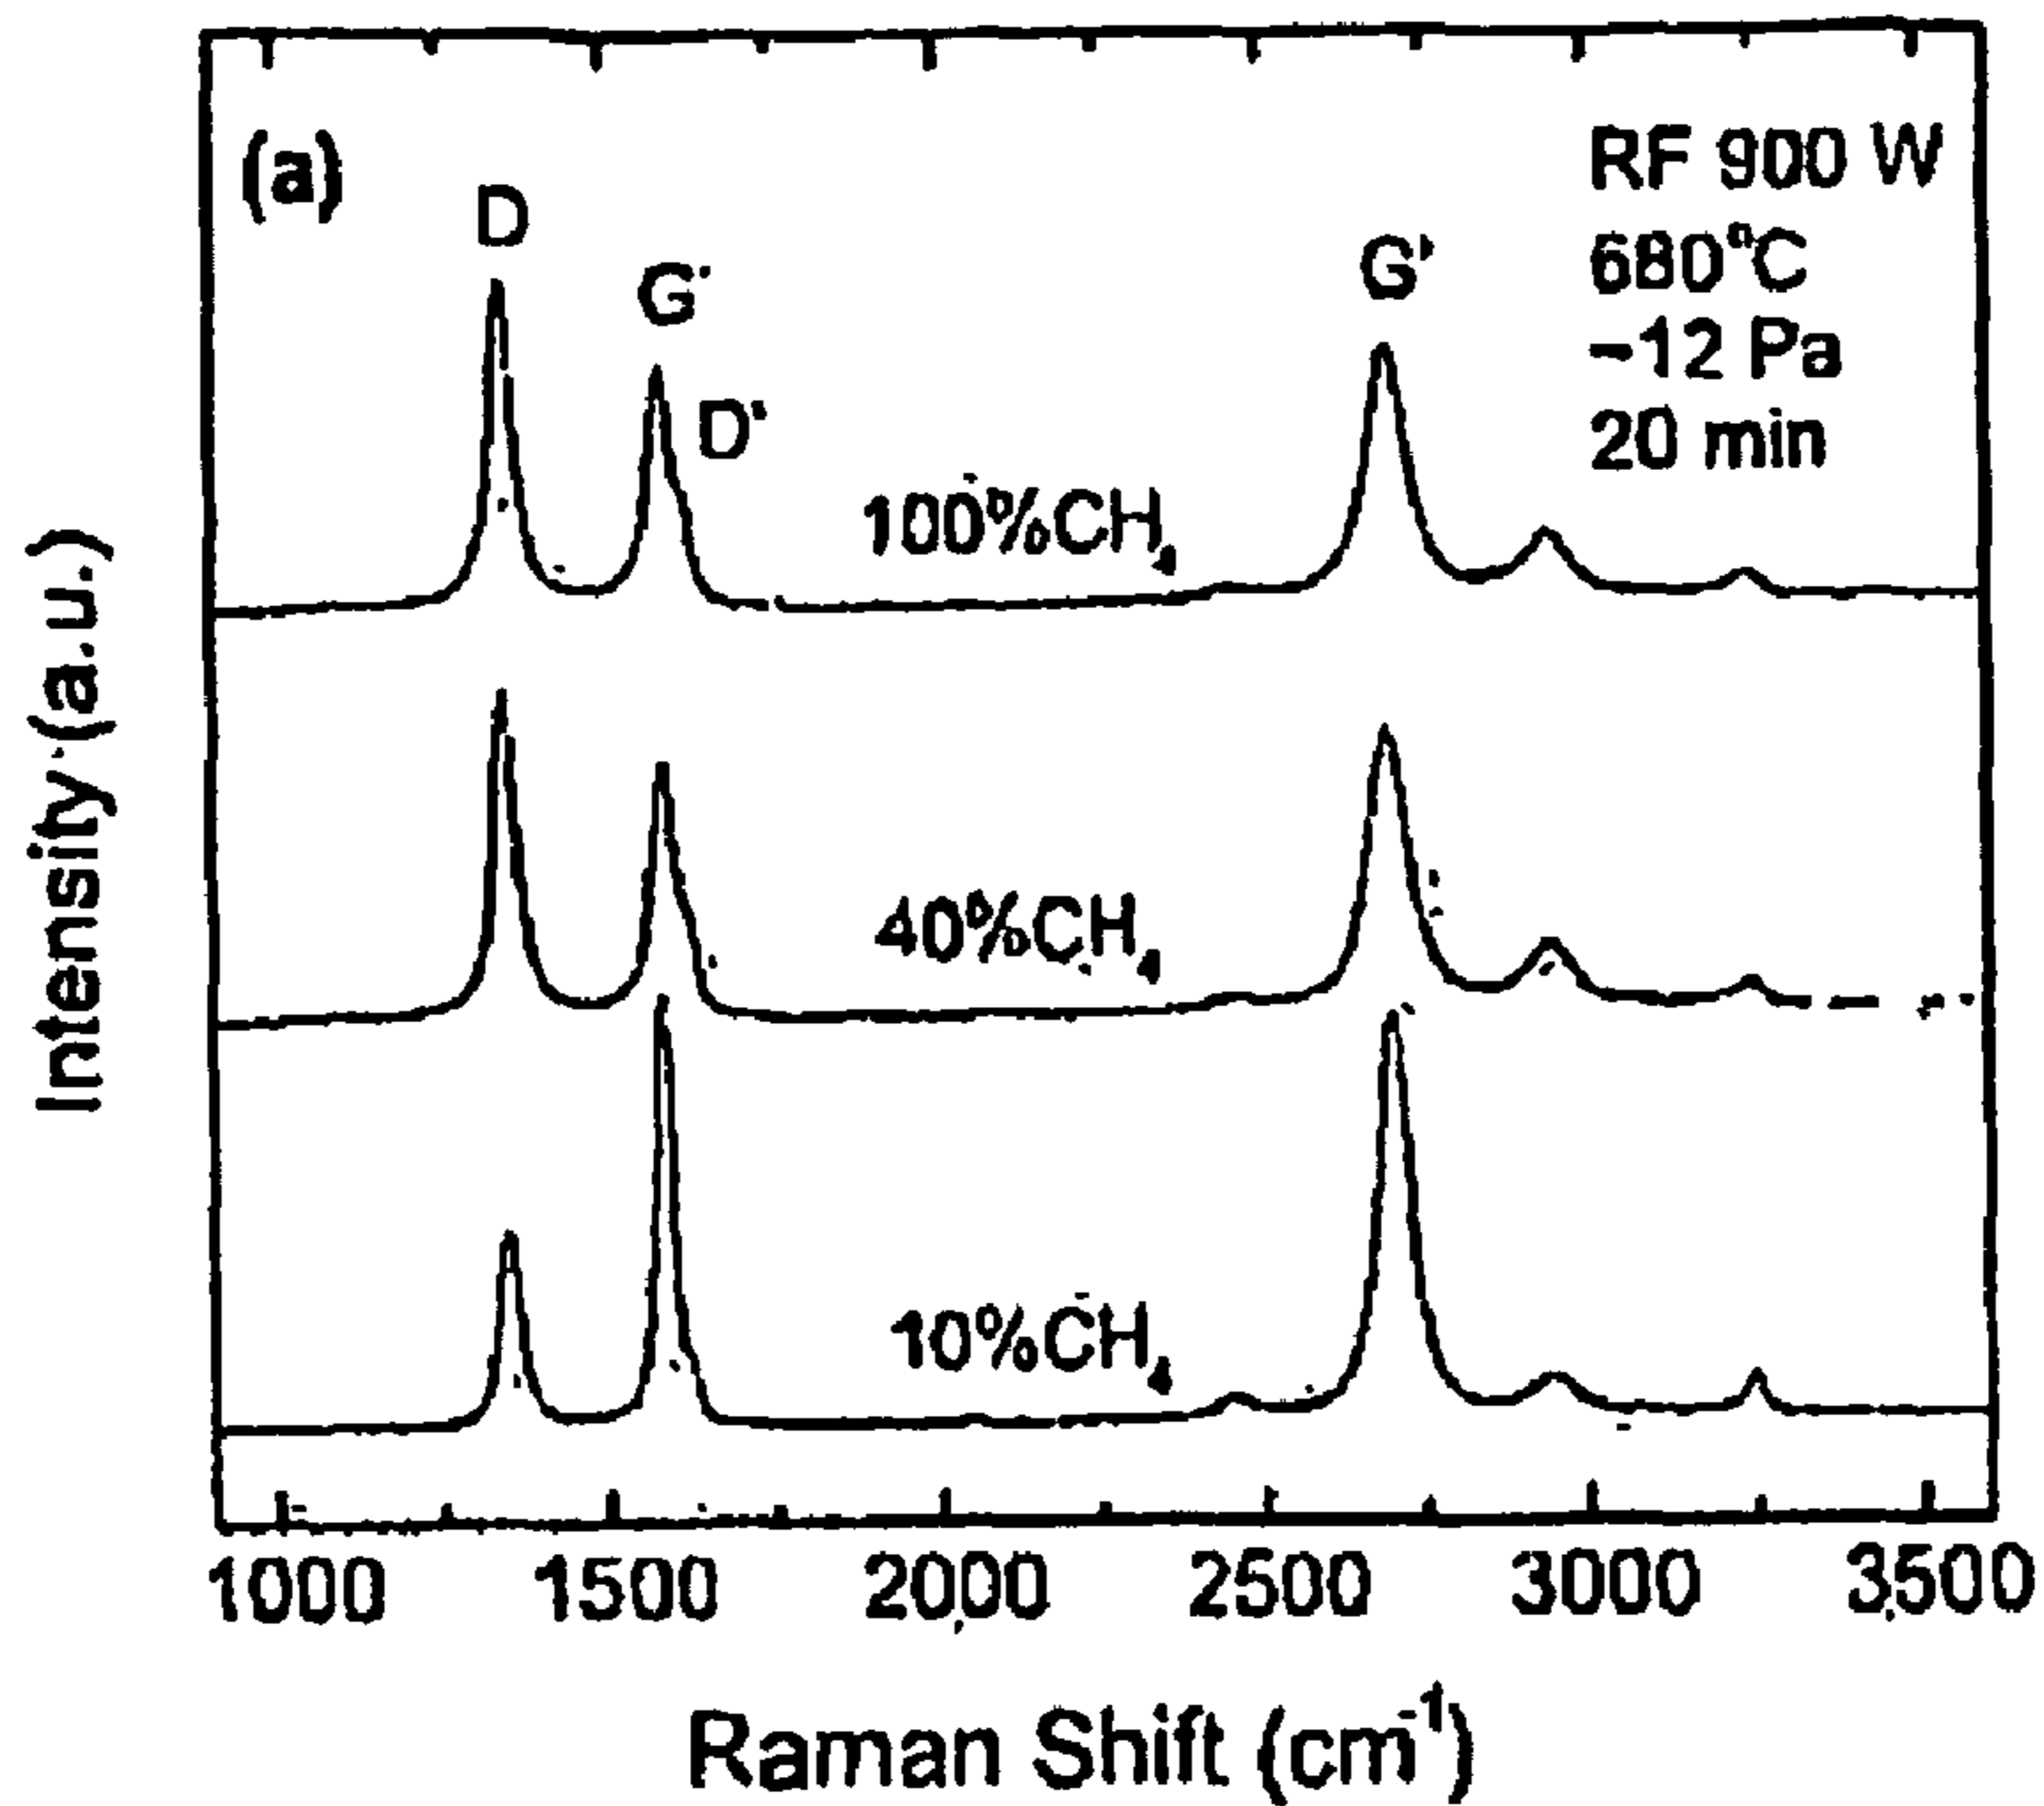 (a)
D
G'
D'
G'
RF 900 W
680°C
~12 Pa
20 min
100%CH4
40%CH4
10%CH4
Intensity (a.u.)
1000 1500 2000 2500 3000 3500
Raman Shift (cm-1)